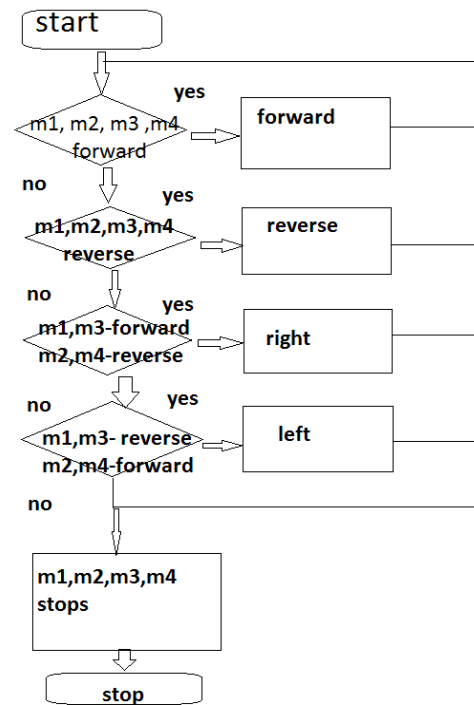 start
yes
m1, m2, m3 ,m4
forward
forward
no
yes
m1,m2,m3,m4
reverse
reverse
no
yes
m1,m3-forward
m2,m4-reverse
right
no
yes
m1,m3- reverse
m2,m4-forward
left
no
m1,m2,m3,m4
stops
stop